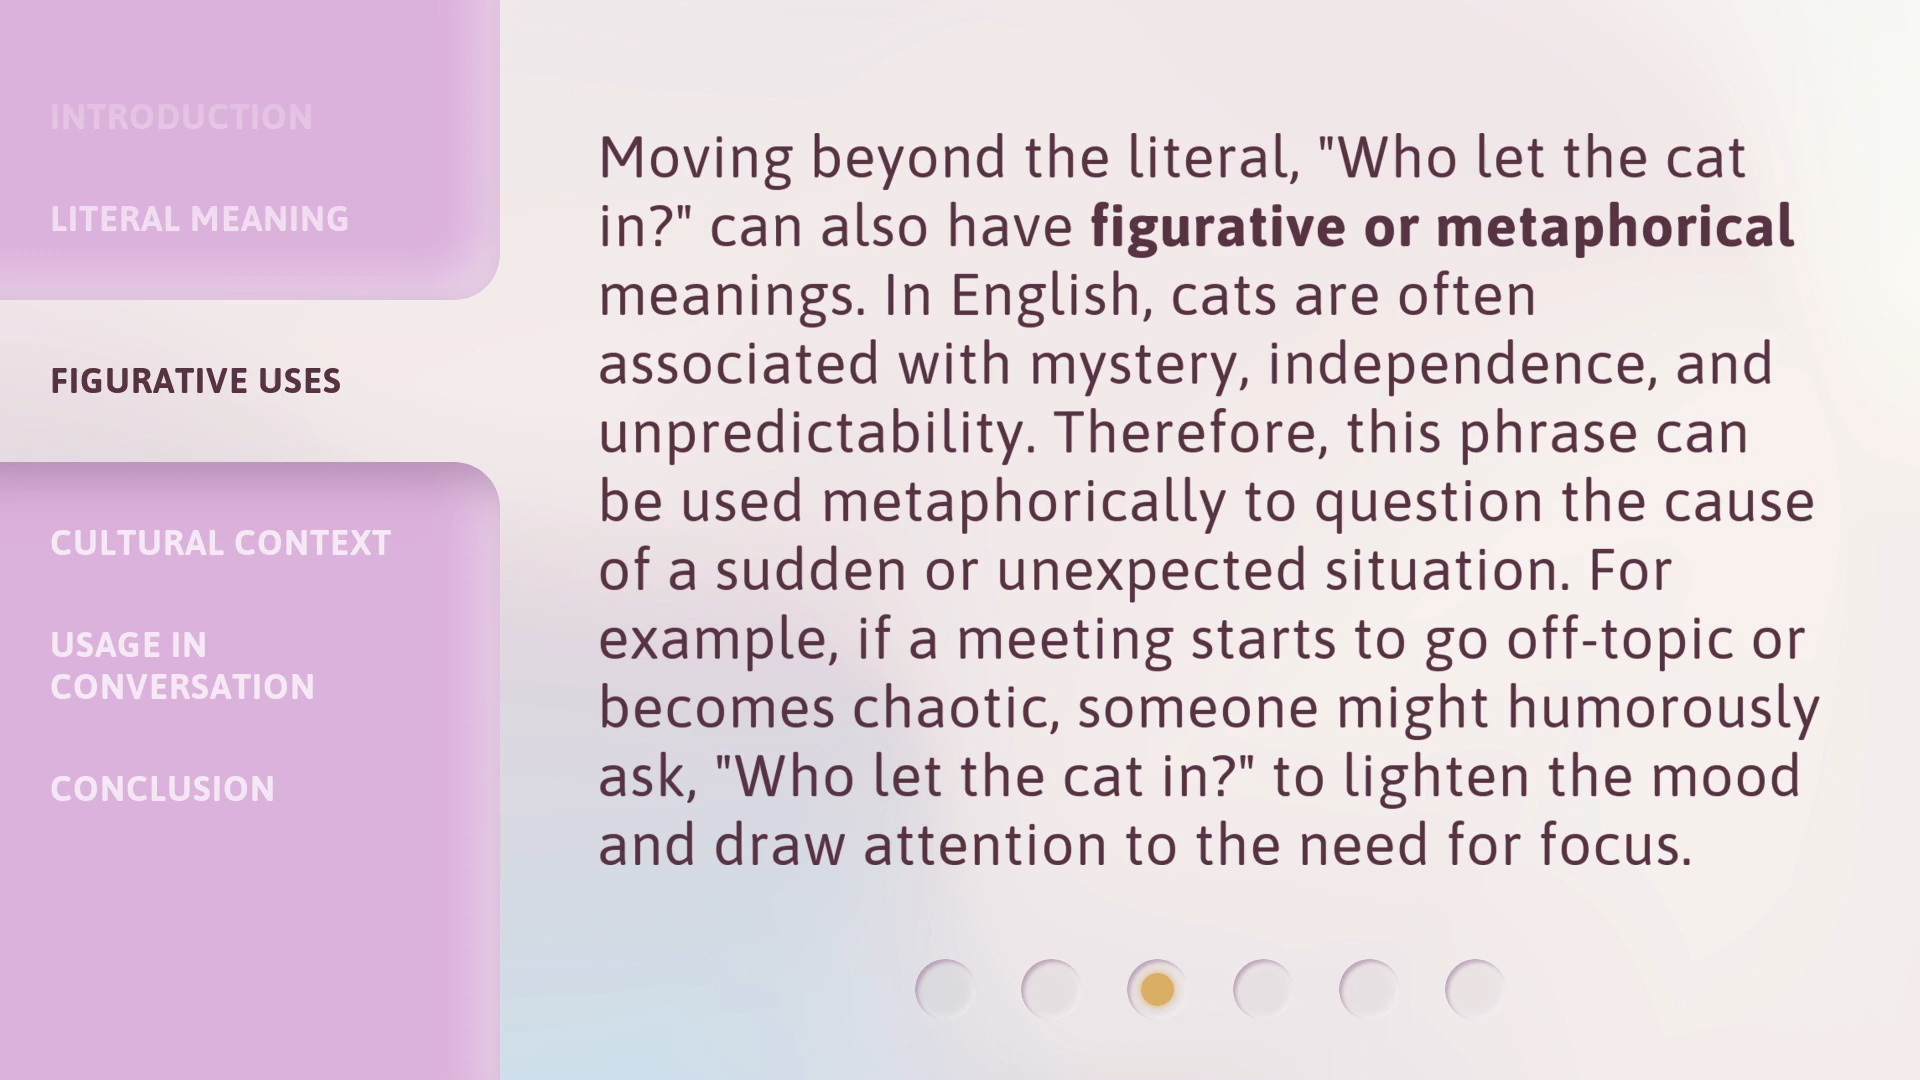 INTRODUCTION
LITERAL MEANING
FIGURATIVE USES
CULTURAL CONTEXT
USAGE IN
CONVERSATION
CONCLUSION
Moving beyond the literal, "Who let the cat
in?" can also have figurative or metaphorical
meanings. In English, cats are often
associated with mystery, independence, and
unpredictability. Therefore, this phrase can
be used metaphorically to question the cause
of a sudden or unexpected situation. For
example, if a meeting starts to go off-topic or
becomes chaotic, someone might humorously
ask, "Who let the cat in?" to lighten the mood
and draw attention to the need for focus.